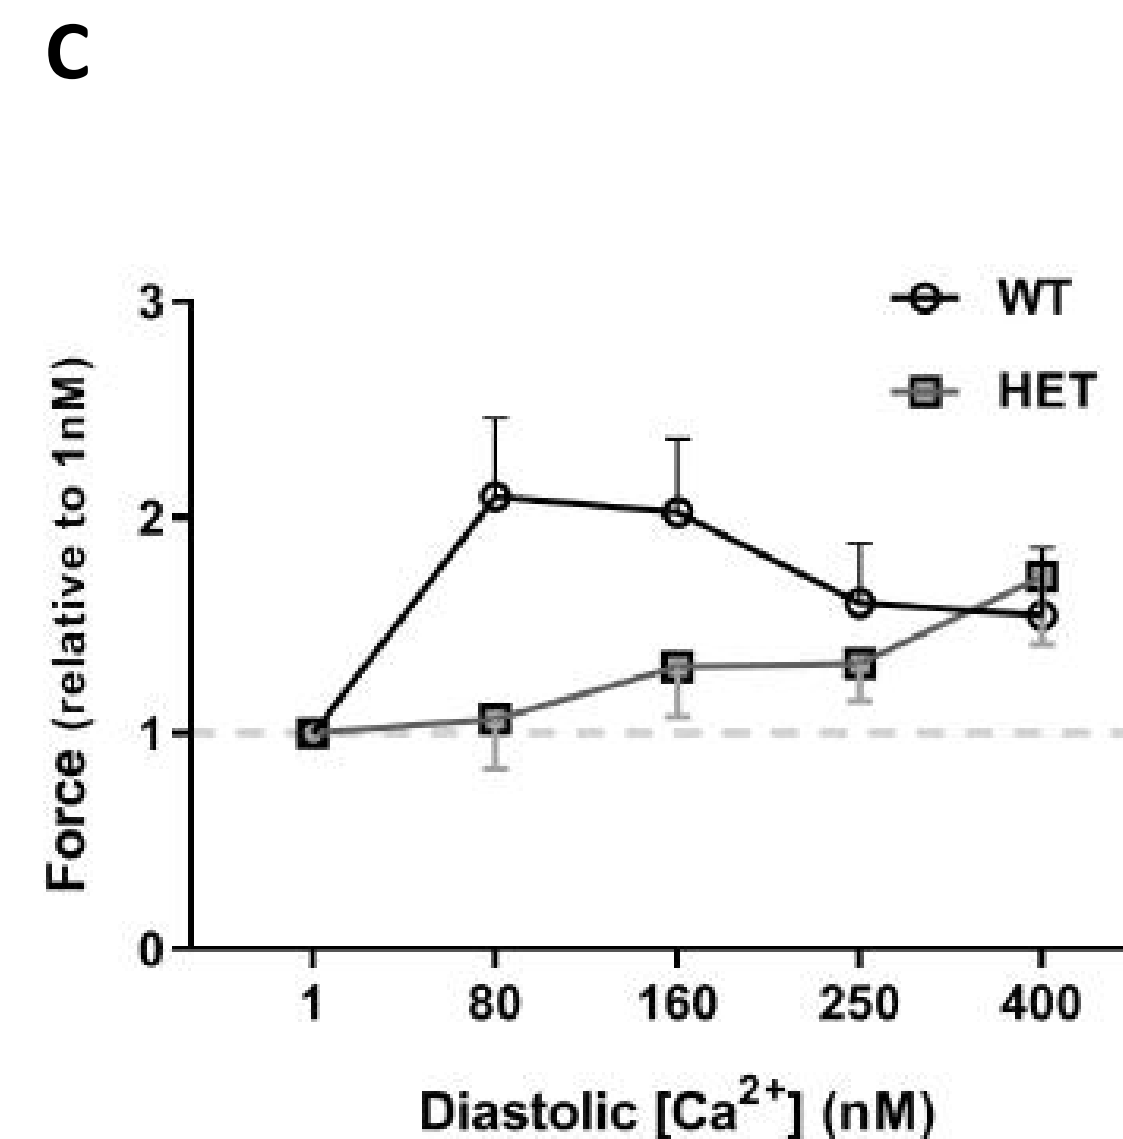 C
3
WT
HET
2
1
0
Force (relative to 1nM)
1 80 160 250 400
Diastolic [Ca2+] (nM)